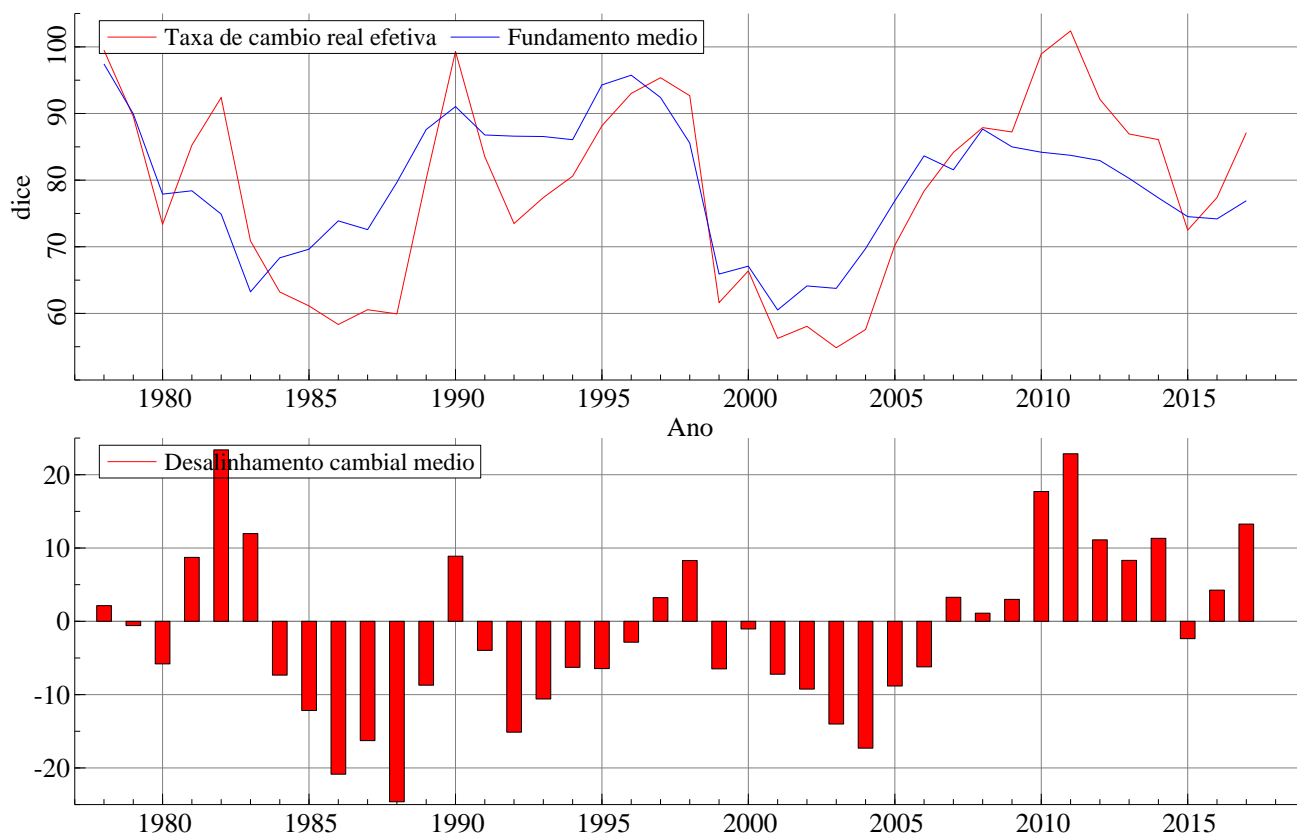 Taxa de cambio real efetiva Fundamento medio
100
90
80
70
60
dice
1980 1985 1990 1995 2000 2005 2010 2015
Ano
Desalinhamento cambial medio
20
10
0
-10
-20
1980 1985 1990 1995 2000 2005 2010 2015